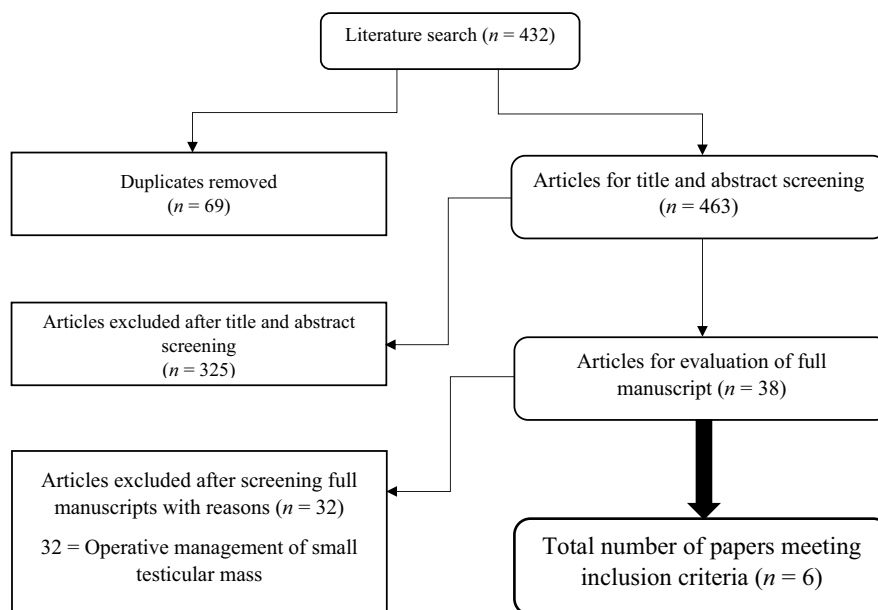 Literature search (n = 432)
Duplicates removed
(n = 69)
Articles for title and abstract screening
(n = 463)
Articles excluded after title and abstract
screening
(n = 325)
Articles for evaluation of full
manuscript (n = 38)
Articles excluded after screening full
manuscripts with reasons (n = 32)
32 = Operative management of small
testicular mass
Total number of papers meeting
inclusion criteria (n = 6)